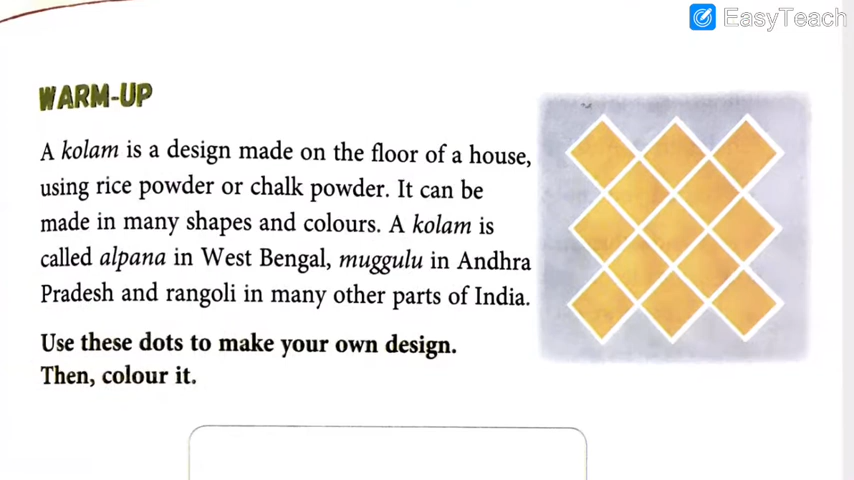 EasyTeach
WARM-UP
A kolam is a design made on the floor of a house,
using rice powder or chalk powder. It can be
made in many shapes and colours. A kolam is
called alpana in West Bengal, muggulu in Andhra
Pradesh and rangoli in many other parts of India.
Use these dots to make your own design.
Then, colour it.